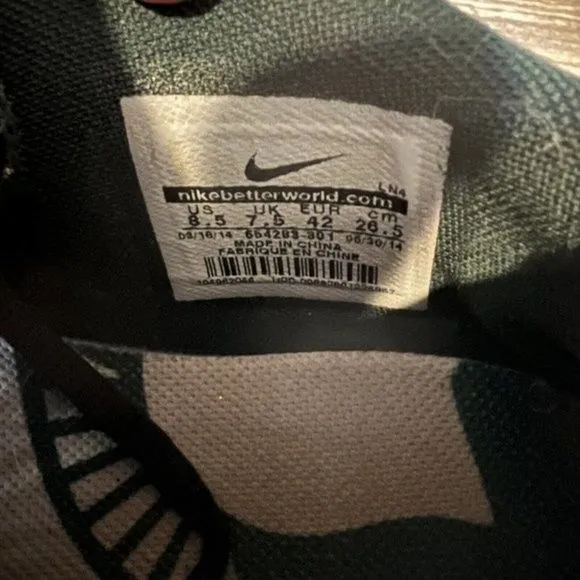 LN4
nikebetterworld.com
US UK EUR cm
8.5 7.5 42 26.5
03/16/14 654283-301 06/30/14
MADE IN CHINA
FABRIQUE EN CHINE